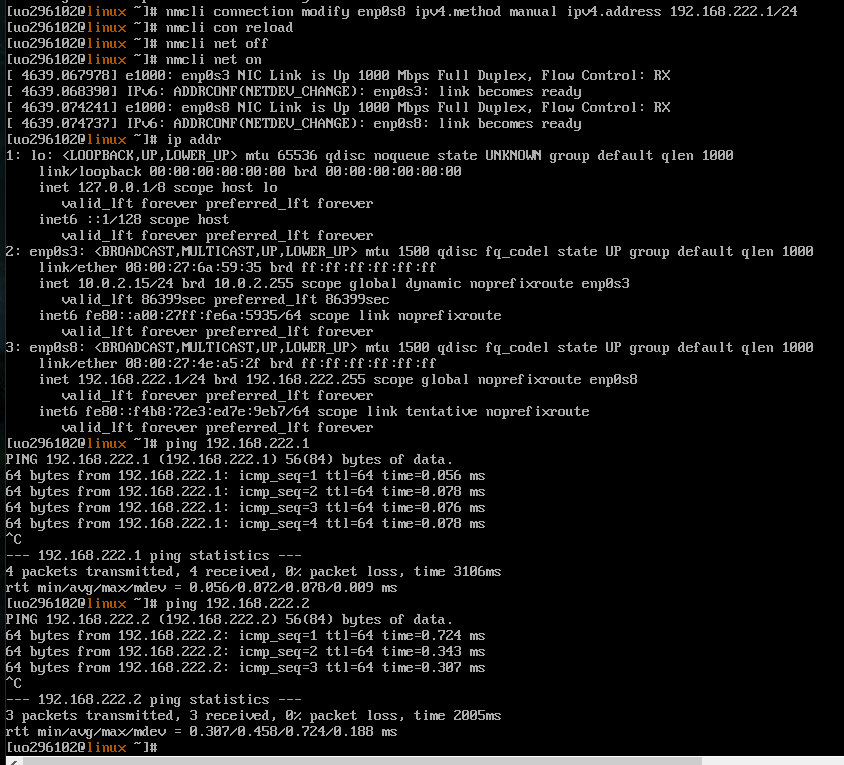 [uo296102@linux ~]# nmcli connection modify enp0s8 ipv4.method manual ipv4.address 192.168.222.1/24
[uo296102@linux ~]# nmcli con reload
[uo296102@linux ~]# nmcli net off
[uo296102@linux ~]# nmcli net on
[ 4639.067978] e1000: enp0s3 NIC Link is Up 1000 Mbps Full Duplex, Flow Control: RX
[ 4639.068390] IPv6: ADDRCONF(NETDEV_CHANGE): enp0s3: link becomes ready
[ 4639.074241] e1000: enp0s8 NIC Link is Up 1000 Mbps Full Duplex, Flow Control: RX
[ 4639.074737] IPv6: ADDRCONF(NETDEV_CHANGE): enp0s8: link becomes ready
[uo296102@linux ~]# ip addr
1: lo: <LOOPBACK,UP,LOWER_UP> mtu 65536 qdisc noqueue state UNKNOWN group default qlen 1000
    link/loopback 00:00:00:00:00:00 brd 00:00:00:00:00:00
    inet 127.0.0.1/8 scope host lo
       valid_lft forever preferred_lft forever
    inet6 ::1/128 scope host
       valid_lft forever preferred_lft forever
2: enp0s3: <BROADCAST,MULTICAST,UP,LOWER_UP> mtu 1500 qdisc fq_codel state UP group default qlen 1000
    link/ether 08:00:27:6a:59:35 brd ff:ff:ff:ff:ff:ff
    inet 10.0.2.15/24 brd 10.0.2.255 scope global dynamic noprefixroute enp0s3
       valid_lft 86399sec preferred_lft 86399sec
    inet6 fe80::a00:27ff:fe6a:5935/64 scope link noprefixroute
       valid_lft forever preferred_lft forever
3: enp0s8: <BROADCAST,MULTICAST,UP,LOWER_UP> mtu 1500 qdisc fq_codel state UP group default qlen 1000
    link/ether 08:00:27:4e:a5:2f brd ff:ff:ff:ff:ff:ff
    inet 192.168.222.1/24 brd 192.168.222.255 scope global noprefixroute enp0s8
       valid_lft forever preferred_lft forever
    inet6 fe80::f4b8:72e3:ed7e:9eb7/64 scope link tentative noprefixroute
       valid_lft forever preferred_lft forever
[uo296102@linux ~]# ping 192.168.222.1
PING 192.168.222.1 (192.168.222.1) 56(84) bytes of data.
64 bytes from 192.168.222.1: icmp_seq=1 ttl=64 time=0.056 ms
64 bytes from 192.168.222.1: icmp_seq=2 ttl=64 time=0.078 ms
64 bytes from 192.168.222.1: icmp_seq=3 ttl=64 time=0.076 ms
64 bytes from 192.168.222.1: icmp_seq=4 ttl=64 time=0.078 ms
^C
--- 192.168.222.1 ping statistics ---
4 packets transmitted, 4 received, 0% packet loss, time 3106ms
rtt min/avg/max/mdev = 0.056/0.072/0.078/0.009 ms
[uo296102@linux ~]# ping 192.168.222.2
PING 192.168.222.2 (192.168.222.2) 56(84) bytes of data.
64 bytes from 192.168.222.2: icmp_seq=1 ttl=64 time=0.724 ms
64 bytes from 192.168.222.2: icmp_seq=2 ttl=64 time=0.343 ms
64 bytes from 192.168.222.2: icmp_seq=3 ttl=64 time=0.307 ms
^C
--- 192.168.222.2 ping statistics ---
3 packets transmitted, 3 received, 0% packet loss, time 2005ms
rtt min/avg/max/mdev = 0.307/0.458/0.724/0.188 ms
[uo296102@linux ~]#